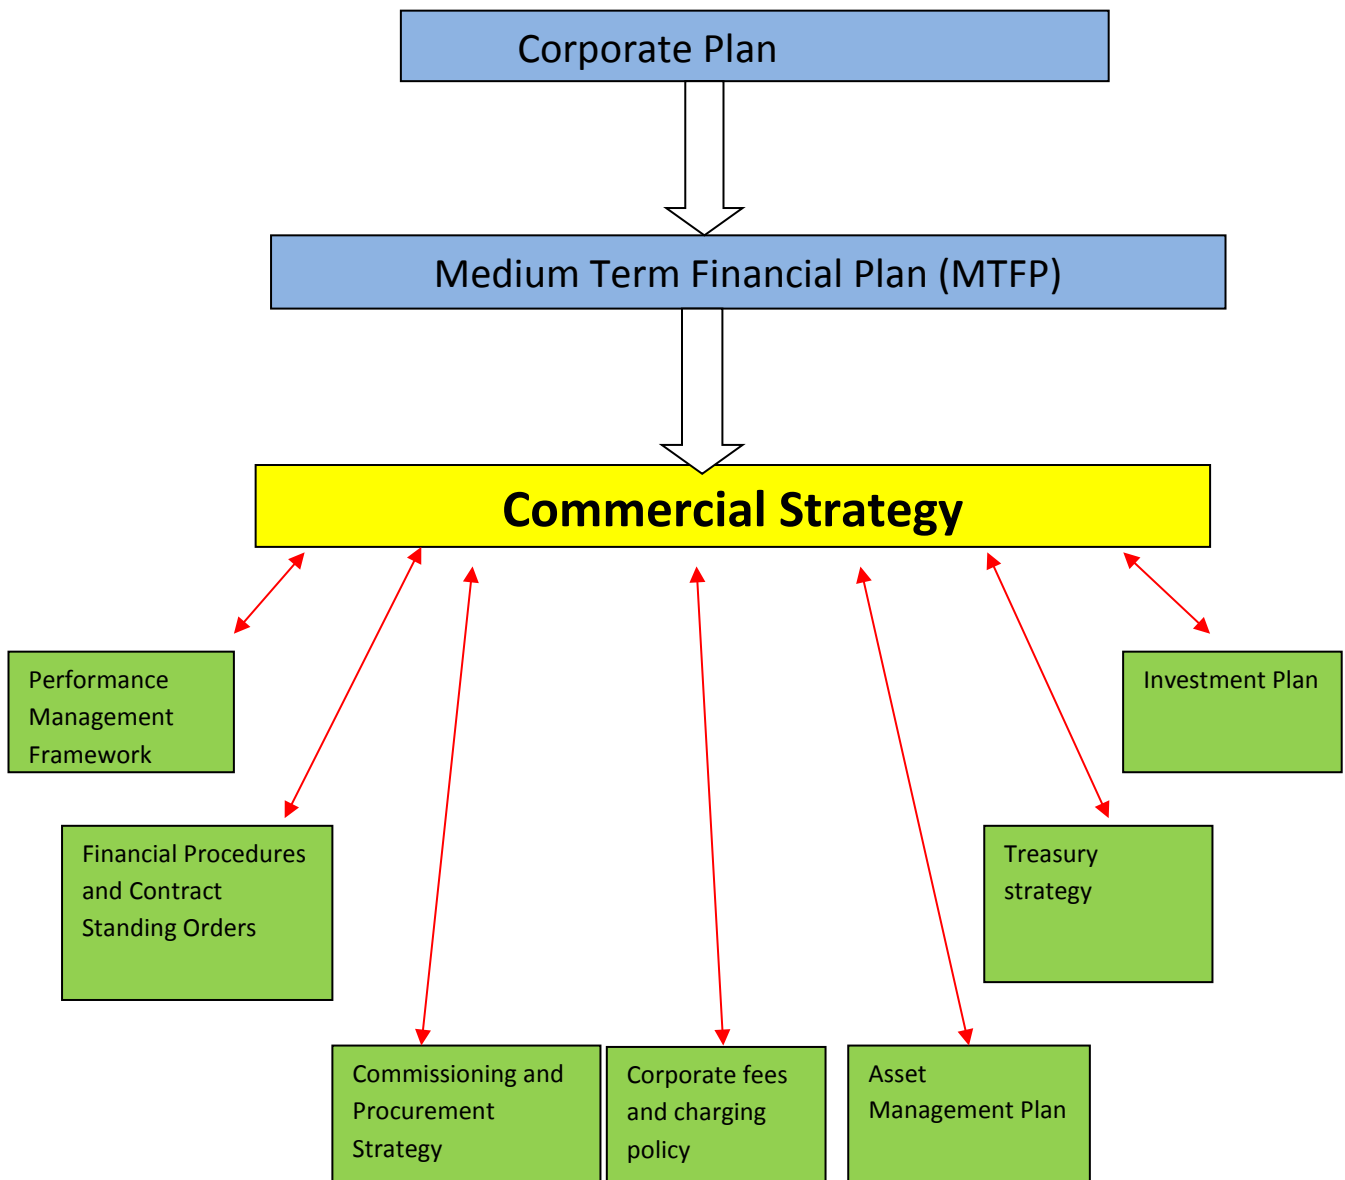 Corporate Plan
Medium Term Financial Plan (MTFP)
Commercial Strategy
Performance
Management
Framework
Investment Plan
Financial Procedures
and Contract
Standing Orders
Treasury
strategy
Commissioning and
Procurement
Strategy
Corporate fees
and charging
policy
Asset
Management Plan